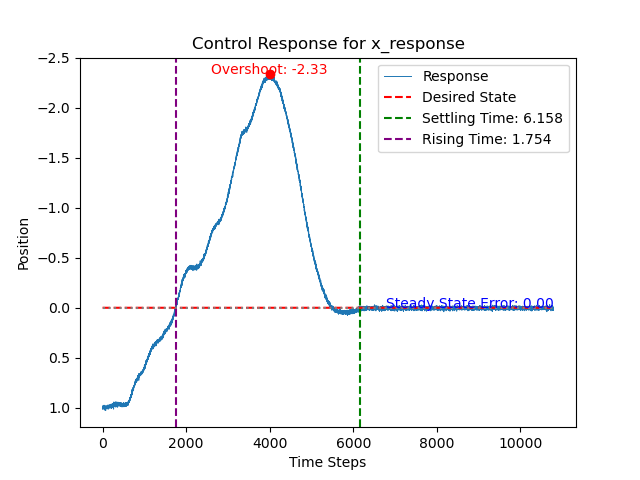 Control Response for x_response
Overshoot: -2.33
Response
Desired State
Settling Time: 6.158
Rising Time: 1.754
Steady State Error: 0.00
Position
−2.5
−2.0
−1.5
−1.0
−0.5
0.0
0.5
1.0
0
2000
4000
6000
8000
10000
Time Steps